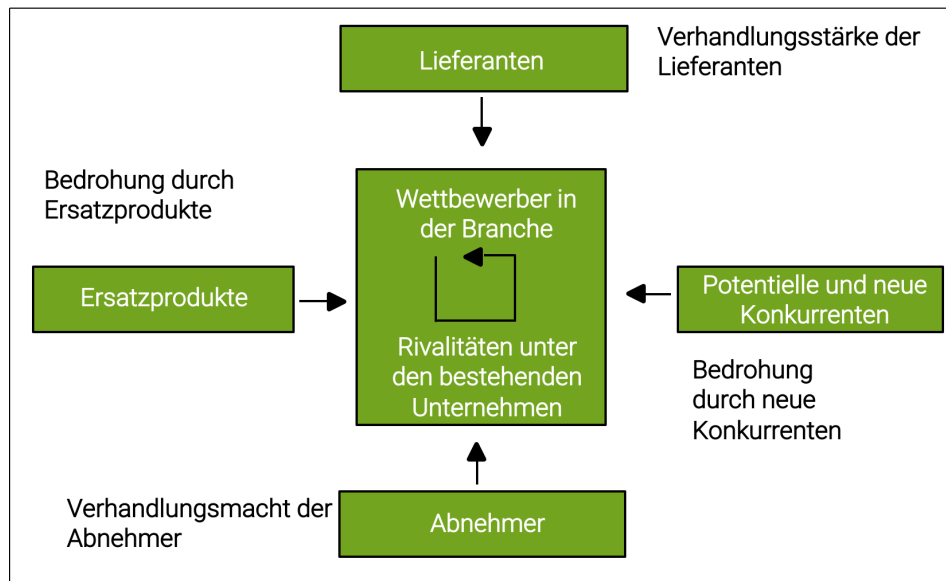 Lieferanten
Verhandlungsstärke der
Lieferanten
Bedrohung durch
Ersatzprodukte
Wettbewerber in
der Branche
Ersatzprodukte
Potentielle und neue
Konkurrenten
Rivalitäten unter
den bestehenden
Unternehmen
Bedrohung
durch neue
Konkurrenten
Verhandlungsmacht der
Abnehmer
Abnehmer